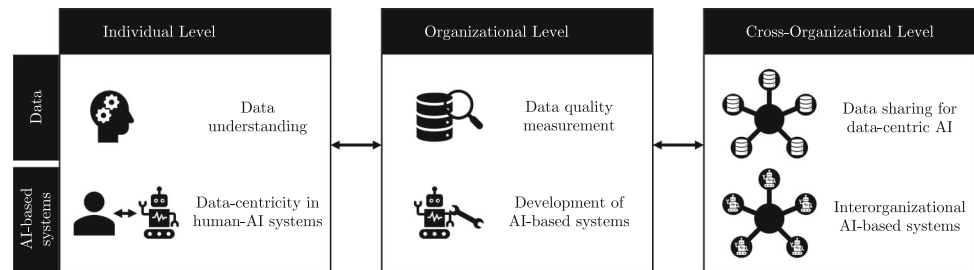 Individual Level
Organizational Level
Cross-Organizational Level
Data
Data
understanding
Data quality
measurement
Data sharing for
data-centric AI
AI-based
systems
Data-centricity in
human-AI systems
Development of
AI-based systems
Interorganizational
AI-based systems